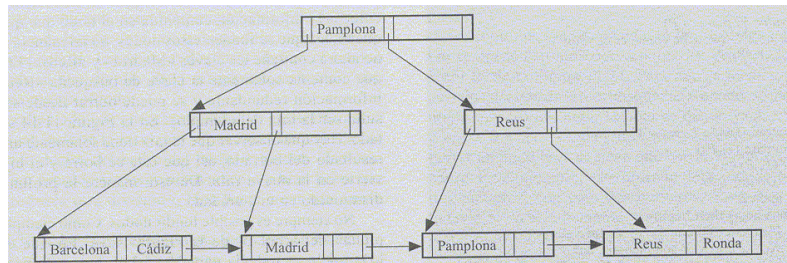 Pamplona
Madrid
Reus
Barcelona Cádiz
Madrid
Pamplona
Reus Ronda